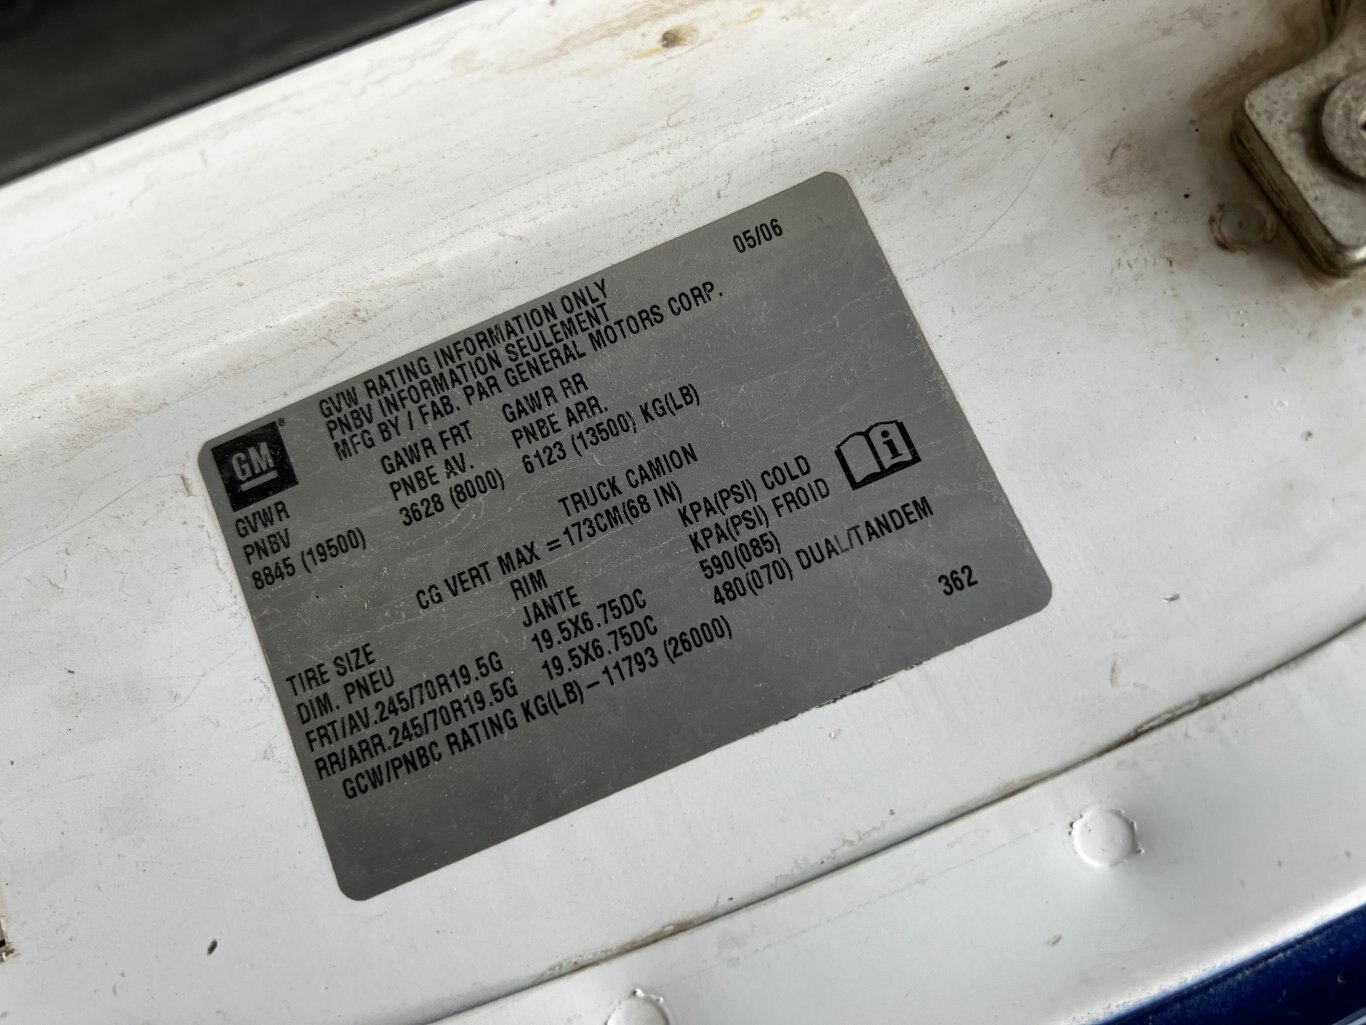 05/06
GVW RATING INFORMATION ONLY
PNBV INFORMATION SEULEMENT
MFG BY / FAB. PAR GENERAL MOTORS CORP.
GM®
GVWR GAWR FRT GAWR RR
PNBV PNBE AV. PNBE ARR.
8845 (19500) 3628 (8000) 6123 (13500) KG(LB)
TRUCK CAMION
CG VERT MAX = 173CM(68 IN)
TIRE SIZE RIM KPA(PSI) COLD
DIM. PNEU JANTE KPA(PSI) FROID
FRT/AV.245/70R19.5G 19.5X6.75DC 590(085)
RR/ARR.245/70R19.5G 19.5X6.75DC 480(070) DUAL/TANDEM
GCW/PNBC RATING KG(LB)–11793 (26000)
362